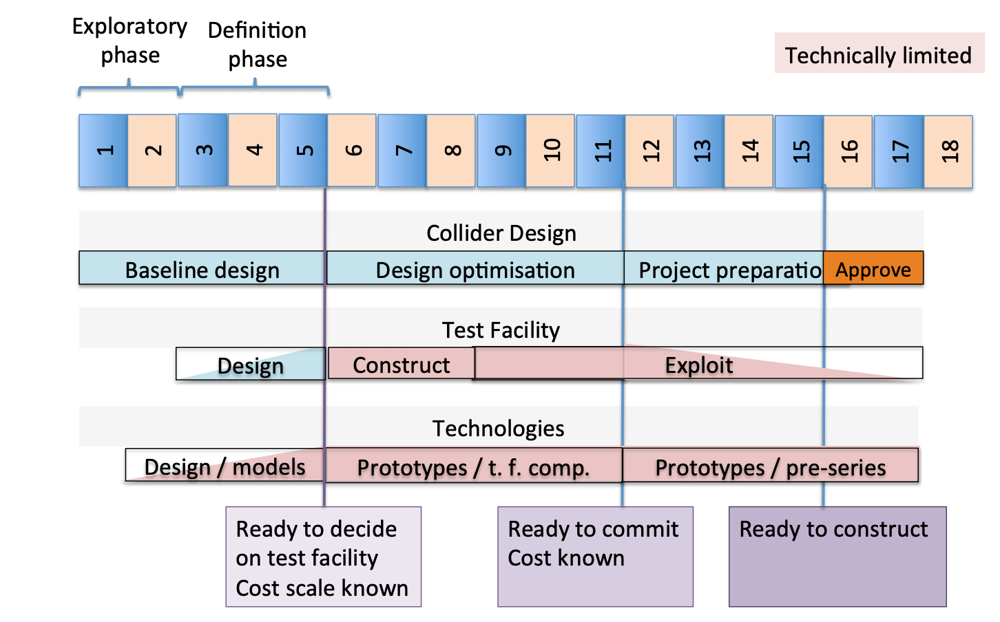 Exploratory
phase
Definition
phase
Technically limited
1 2 3 4 5 6 7 8 9 10 11 12 13 14 15 16 17 18
Collider Design
Baseline design Design optimisation Project preparatio Approve
Test Facility
Design Construct Exploit
Technologies
Design / models Prototypes / t. f. comp. Prototypes / pre-series
Ready to decide
on test facility
Cost scale known
Ready to commit
Cost known
Ready to construct